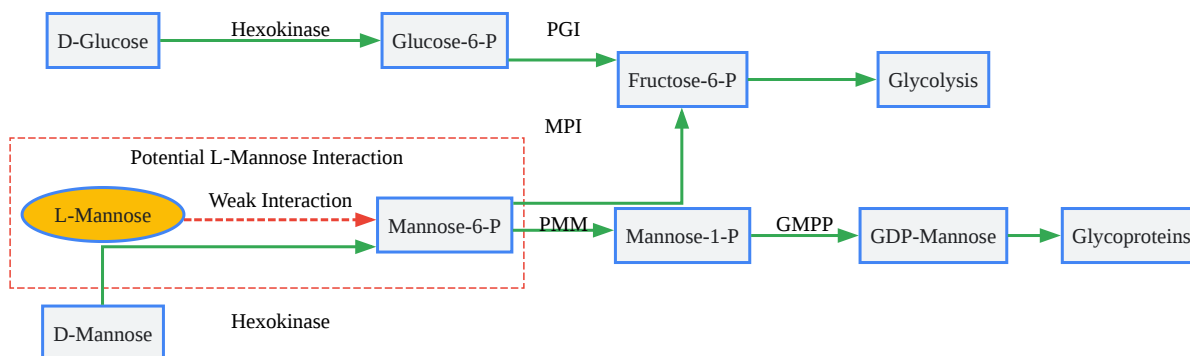 D-Glucose
Hexokinase
Glucose-6-P
PGI
Fructose-6-P
Glycolysis
MPI
Potential L-Mannose Interaction
L-Mannose
Weak Interaction
Mannose-6-P
PMM
Mannose-1-P
GMPP
GDP-Mannose
Glycoproteins
D-Mannose
Hexokinase